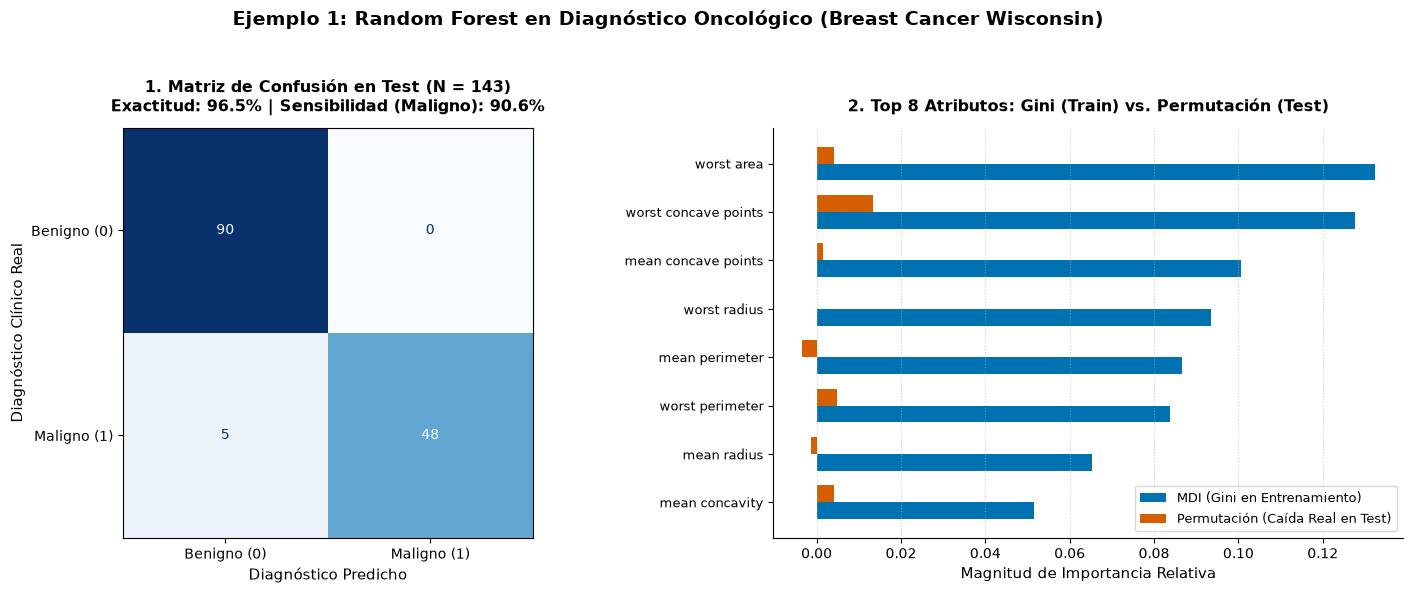 Ejemplo 1: Random Forest en Diagnóstico Oncológico (Breast Cancer Wisconsin)
1. Matriz de Confusión en Test (N = 143)
Exactitud: 96.5% | Sensibilidad (Maligno): 90.6%
Diagnóstico Clínico Real
Benigno (0)
Maligno (1)
90
0
5
48
Benigno (0)
Maligno (1)
Diagnóstico Predicho
2. Top 8 Atributos: Gini (Train) vs. Permutación (Test)
worst area
worst concave points
mean concave points
worst radius
mean perimeter
worst perimeter
mean radius
mean concavity
MDI (Gini en Entrenamiento)
Permutación (Caída Real en Test)
0.00
0.02
0.04
0.06
0.08
0.10
0.12
Magnitud de Importancia Relativa